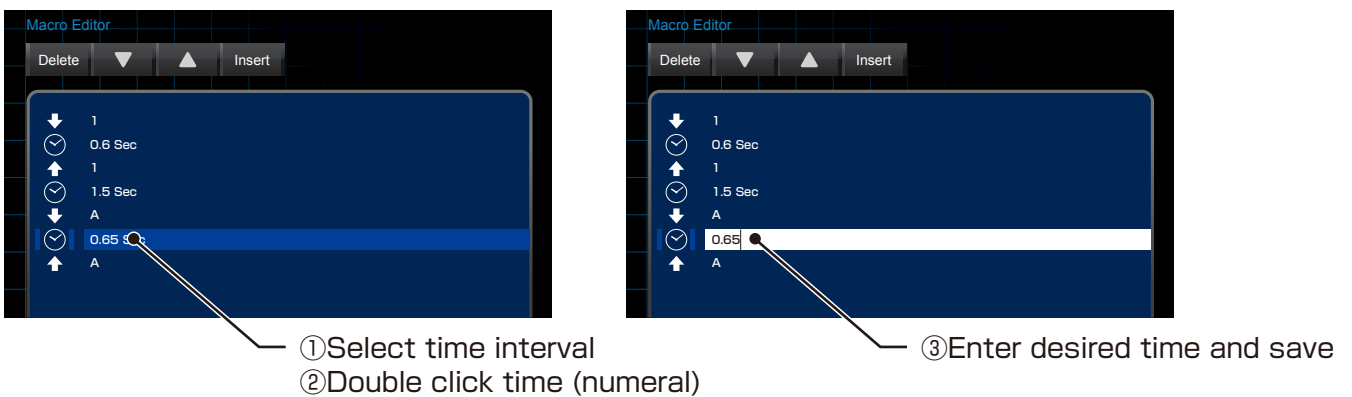 Macro Editor
Delete Insert
1
0.6 Sec
1
1.5 Sec
A
0.65 Sec
A
①Select time interval
②Double click time (numeral)
Macro Editor
Delete Insert
1
0.6 Sec
1
1.5 Sec
A
0.65
A
③Enter desired time and save